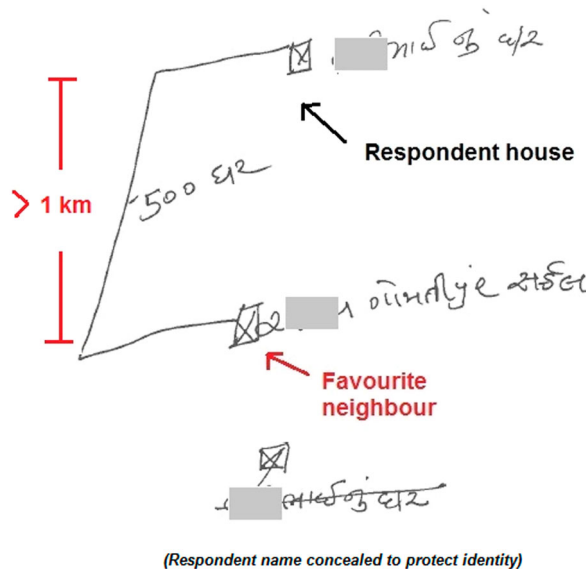 ભાઈ નું ઘર
Respondent house
> 1 km
500 ઘર
ગોમતીપુર સર્કલ
Favourite
neighbour
ભાઈનું ઘર
(Respondent name concealed to protect identity)